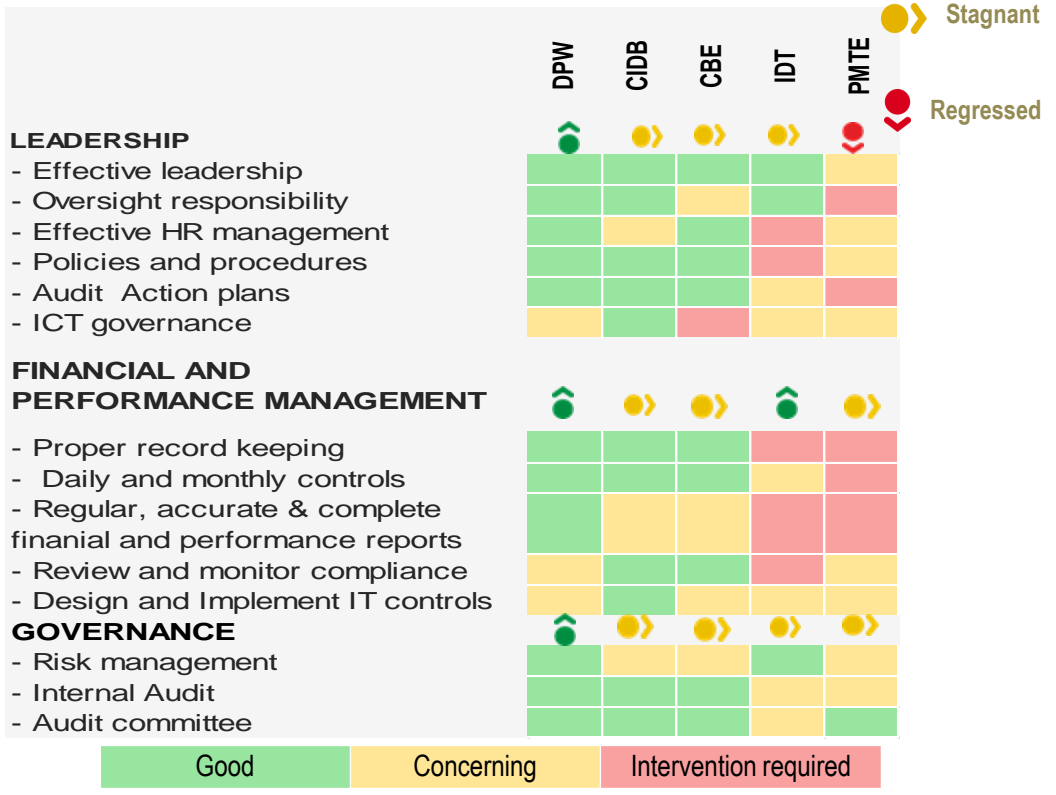 Stagnant
DPW CIDB CBE IDT PMTE
Regressed
LEADERSHIP
- Effective leadership
- Oversight responsibility
- Effective HR management
- Policies and procedures
- Audit Action plans
- ICT governance
FINANCIAL AND
PERFORMANCE MANAGEMENT
- Proper record keeping
- Daily and monthly controls
- Regular, accurate & complete
finanial and performance reports
- Review and monitor compliance
- Design and Implement IT controls
GOVERNANCE
- Risk management
- Internal Audit
- Audit committee
Good Concerning Intervention required